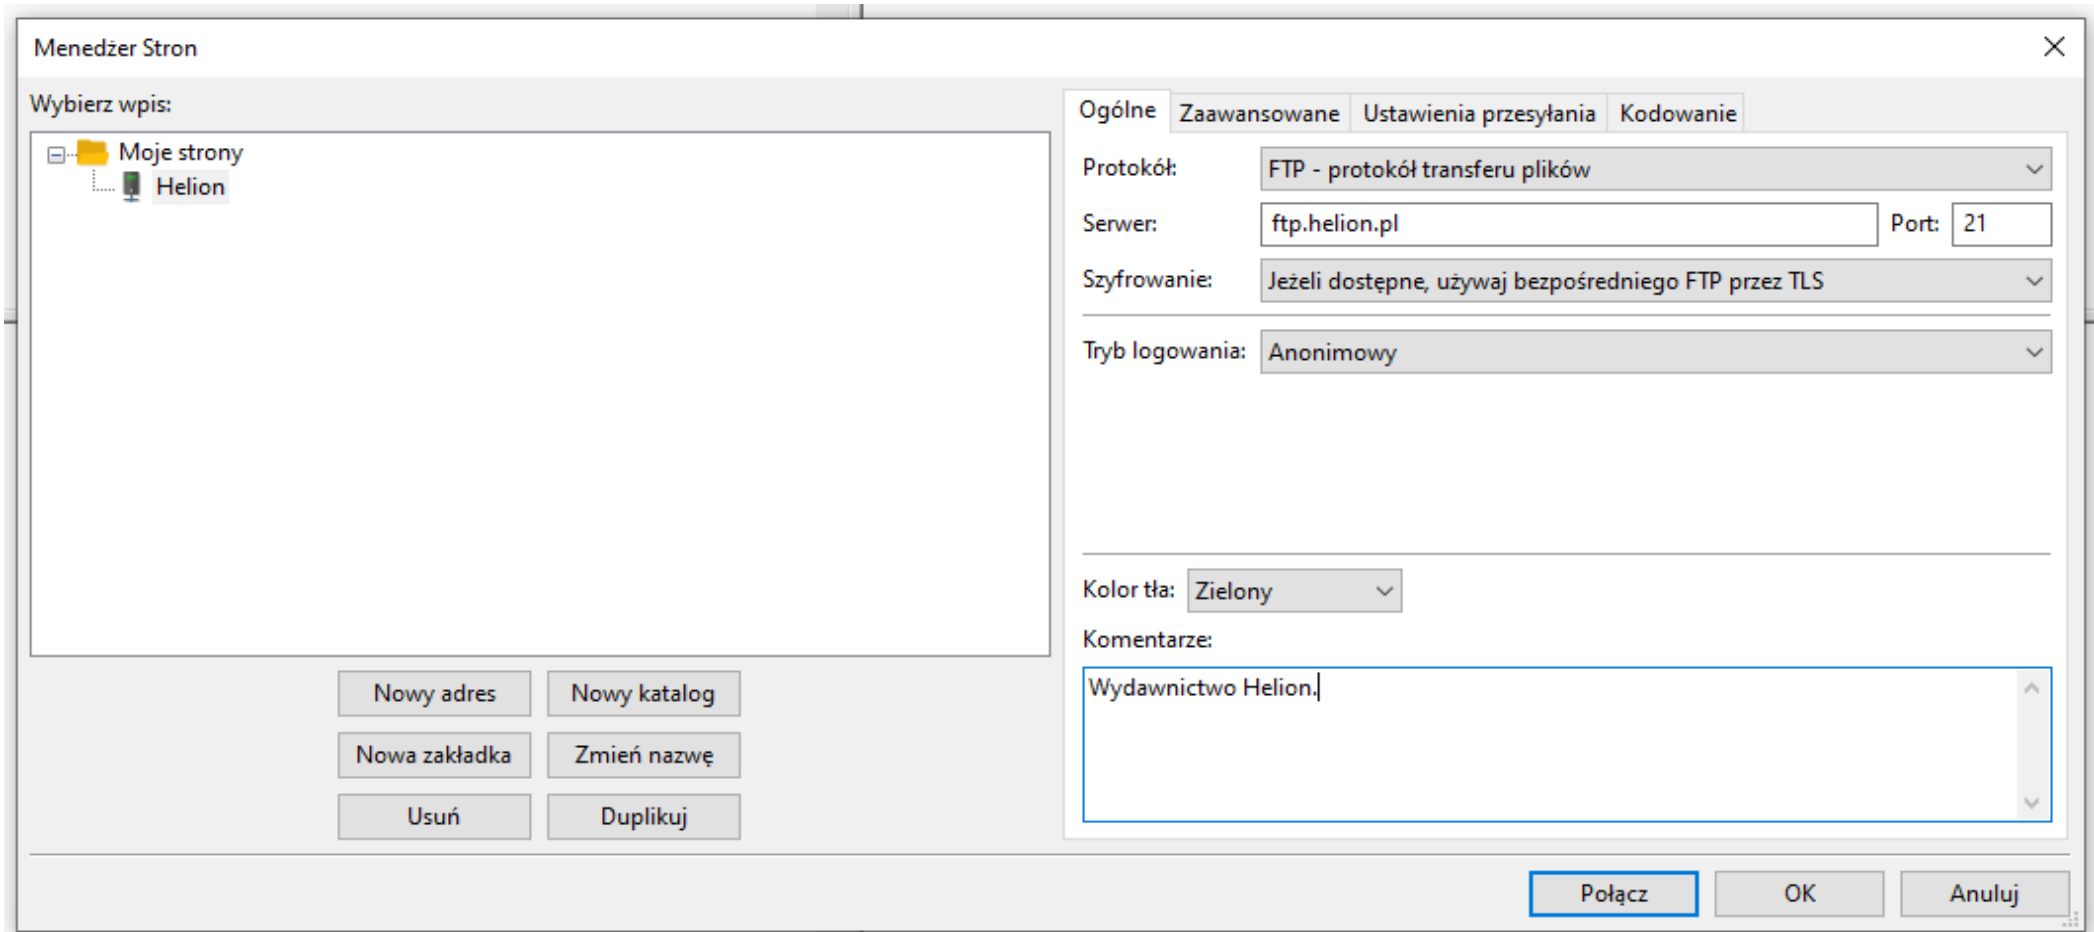 Menedżer Stron
Wybierz wpis:
Moje strony
Helion
Nowy adres
Nowy katalog
Nowa zakładka
Zmień nazwę
Usuń
Duplikuj
Ogólne Zaawansowane Ustawienia przesyłania Kodowanie
Protokół: FTP - protokół transferu plików
Serwer: ftp.helion.pl Port: 21
Szyfrowanie: Jeżeli dostępne, używaj bezpośredniego FTP przez TLS
Tryb logowania: Anonimowy
Kolor tła: Zielony
Komentarze:
Wydawnictwo Helion.
Połącz OK Anuluj